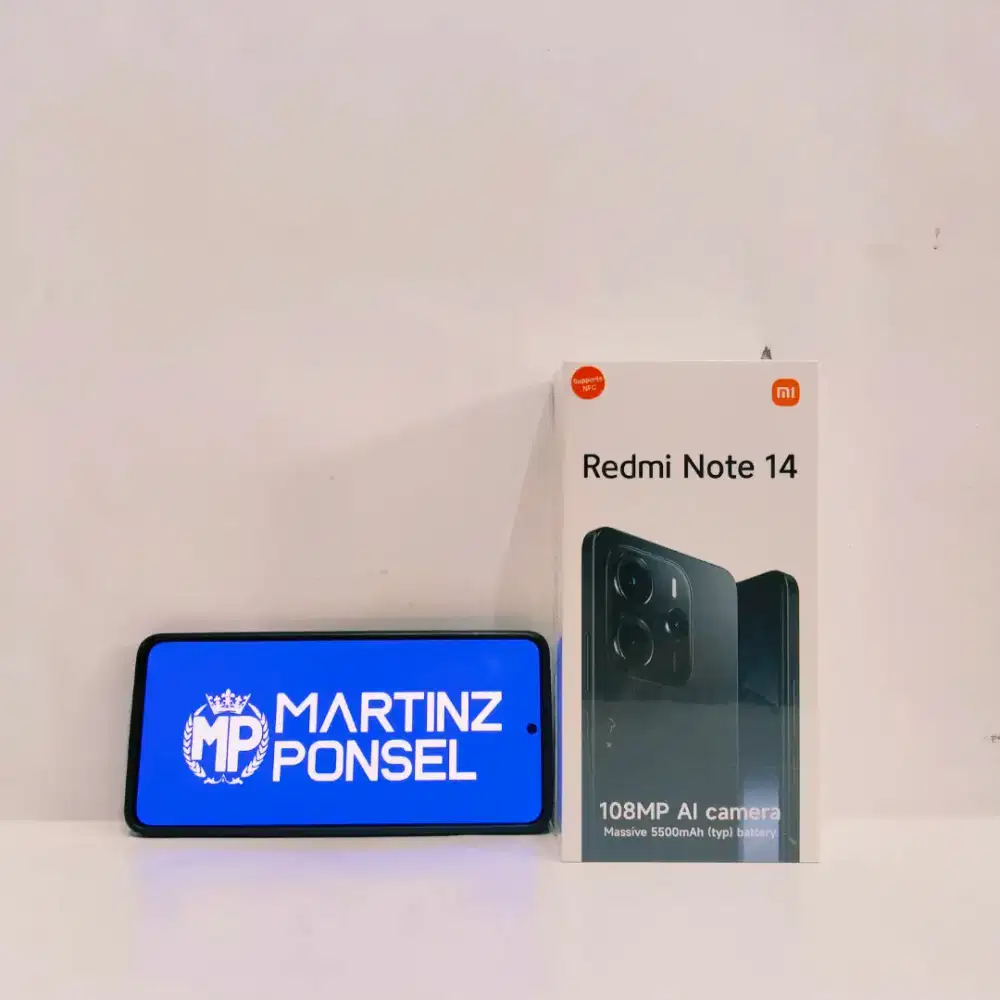 MP
MARTINZ
PONSEL
Supports
NFC
mi
Redmi Note 14
108MP AI camera
Massive 5500mAh (typ) battery